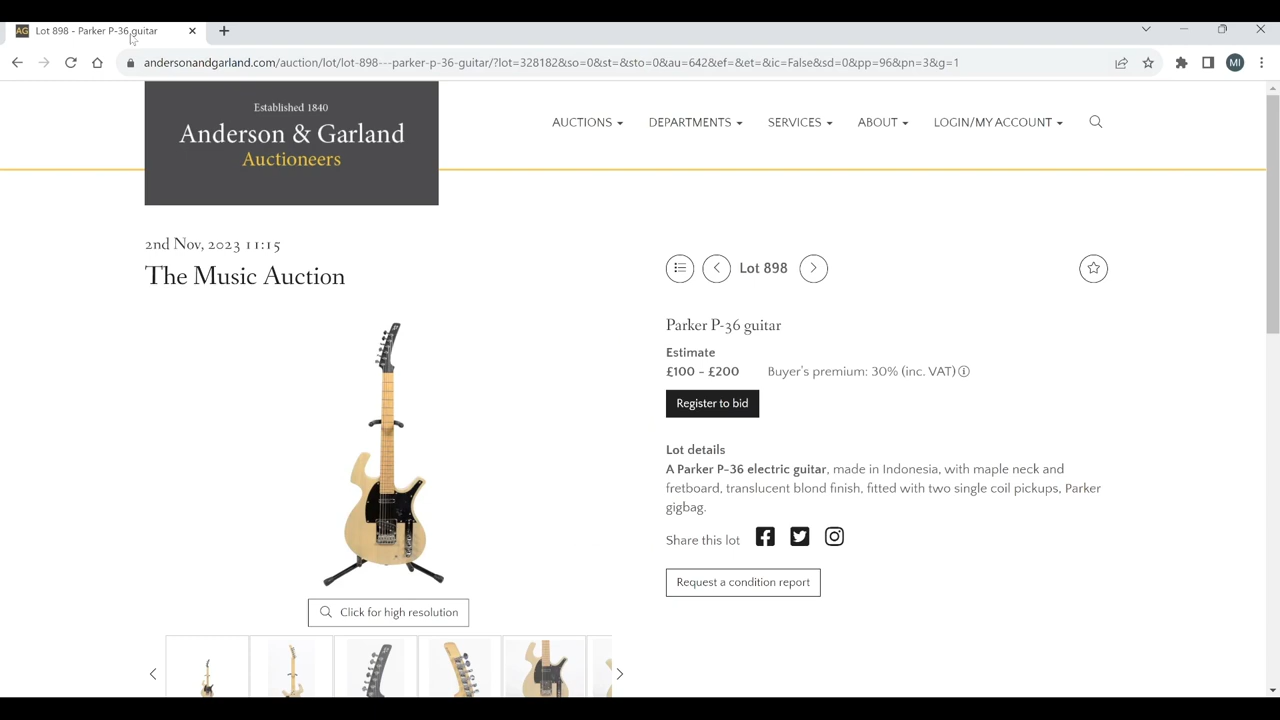 AG Lot 898 - Parker P-36 guitar
andersonandgarland.com/auction/lot/lot-898---parker-p-36-guitar/?lot=328182&so=0&st=&sto=0&au=642&ef=&et=&ic=False&sd=0&pp=96&pn=3&g=1
MI
Established 1840
Anderson & Garland
Auctioneers
AUCTIONS
DEPARTMENTS
SERVICES
ABOUT
LOGIN/MY ACCOUNT
2nd Nov, 2023 11:15
The Music Auction
Lot 898
Parker P-36 guitar
Estimate
£100 - £200
Buyer's premium: 30% (inc. VAT)
Register to bid
Lot details
A Parker P-36 electric guitar, made in Indonesia, with maple neck and
fretboard, translucent blond finish, fitted with two single coil pickups, Parker
gigbag.
Share this lot
Request a condition report
Click for high resolution